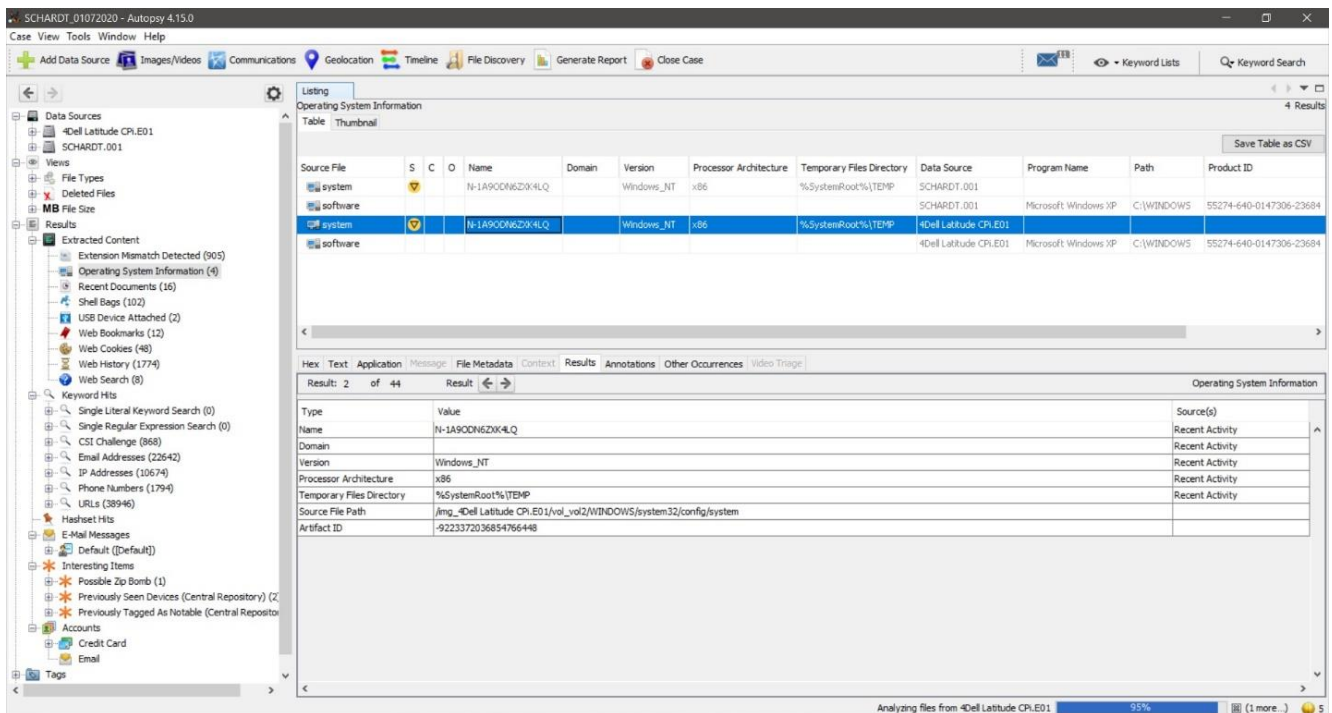 SCHARDT_01072020 - Autopsy 4.15.0
Case View Tools Window Help
Add Data Source Images/Videos Communications Geolocation Timeline File Discovery Generate Report Close Case 11 Keyword Lists Keyword Search
Data Sources
4Dell Latitude CPi.E01
SCHARDT.001
Views
File Types
Deleted Files
MB File Size
Results
Extracted Content
Extension Mismatch Detected (905)
Operating System Information (4)
Recent Documents (16)
Shell Bags (102)
USB Device Attached (2)
Web Bookmarks (12)
Web Cookies (48)
Web History (1774)
Web Search (8)
Keyword Hits
Single Literal Keyword Search (0)
Single Regular Expression Search (0)
CSI Challenge (868)
Email Addresses (22642)
IP Addresses (10674)
Phone Numbers (1794)
URLs (38946)
Hashset Hits
E-Mail Messages
Default ([Default])
Interesting Items
Possible Zip Bomb (1)
Previously Seen Devices (Central Repository) (2
Previously Tagged As Notable (Central Reposito
Accounts
Credit Card
Email
Tags
Listing
Operating System Information 4 Results
Table Thumbnail
Save Table as CSV
Source File S C O Name Domain Version Processor Architecture Temporary Files Directory Data Source Program Name Path Product ID
system N-1A9ODN6ZXK4LQ Windows_NT x86 %SystemRoot%\TEMP SCHARDT.001
software SCHARDT.001 Microsoft Windows XP C:\WINDOWS 55274-640-0147306-23684
system N-1A9ODN6ZXK4LQ Windows_NT x86 %SystemRoot%\TEMP 4Dell Latitude CPi.E01
software 4Dell Latitude CPi.E01 Microsoft Windows XP C:\WINDOWS 55274-640-0147306-23684
Hex Text Application Message File Metadata Context Results Annotations Other Occurrences Video Triage
Result: 2 of 44 Result Operating System Information
Type Value Source(s)
Name N-1A9ODN6ZXK4LQ Recent Activity
Domain Recent Activity
Version Windows_NT Recent Activity
Processor Architecture x86 Recent Activity
Temporary Files Directory %SystemRoot%\TEMP Recent Activity
Source File Path /img_4Dell Latitude CPi.E01/vol_vol2/WINDOWS/system32/config/system
Artifact ID -9223372036854766448
Analyzing files from 4Dell Latitude CPi.E01 95% (1 more...) 5